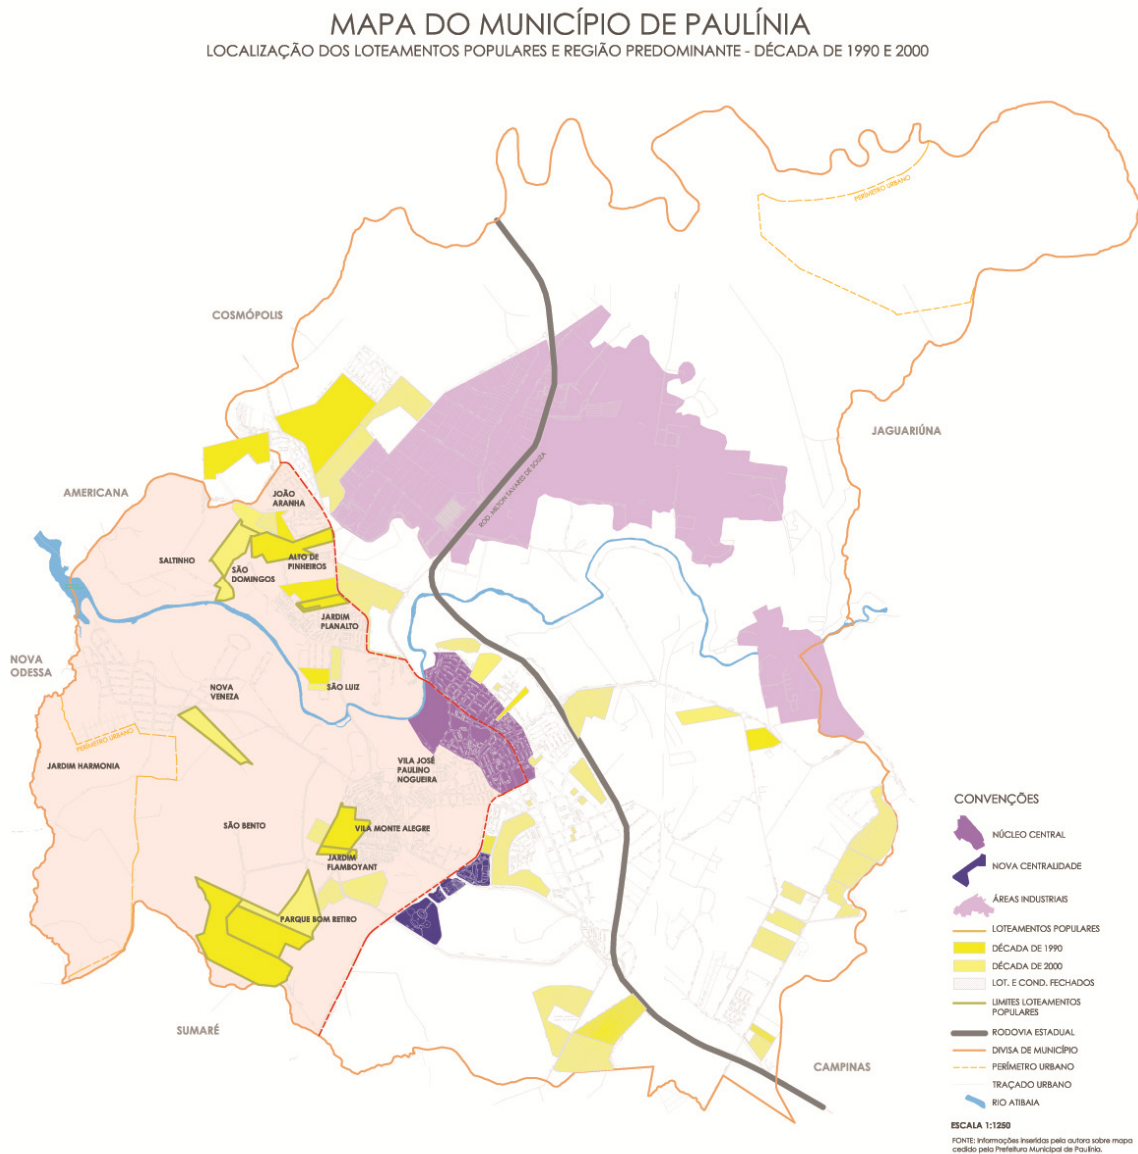 MAPA DO MUNICÍPIO DE PAULÍNIA
LOCALIZAÇÃO DOS LOTEAMENTOS POPULARES E REGIÃO PREDOMINANTE - DÉCADA DE 1990 E 2000
PERÍMETRO URBANO
COSMÓPOLIS
JAGUARIÚNA
ROD. MILTON TAVARES DE SOUZA
AMERICANA
JOÃO
ARANHA
SALTINHO
ALTO DE
PINHEIROS
SÃO
DOMINGOS
JARDIM
PLANALTO
NOVA
ODESSA
NOVA
VENEZA
SÃO LUIZ
PERÍMETRO URBANO
JARDIM HARMONIA
VILA JOSÉ
PAULINO
NOGUEIRA
SÃO BENTO
VILA MONTE ALEGRE
JARDIM
FLAMBOYANT
PARQUE BOM RETIRO
SUMARÉ
CAMPINAS
CONVENÇÕES
NÚCLEO CENTRAL
NOVA CENTRALIDADE
ÁREAS INDUSTRIAIS
LOTEAMENTOS POPULARES
DÉCADA DE 1990
DÉCADA DE 2000
LOT. E COND. FECHADOS
LIMITES LOTEAMENTOS
POPULARES
RODOVIA ESTADUAL
DIVISA DE MUNICÍPIO
PERÍMETRO URBANO
TRAÇADO URBANO
RIO ATIBAIA
ESCALA 1:1250
FONTE: Informações inseridas pela autora sobre mapa
cedido pela Prefeitura Municipal de Paulínia.